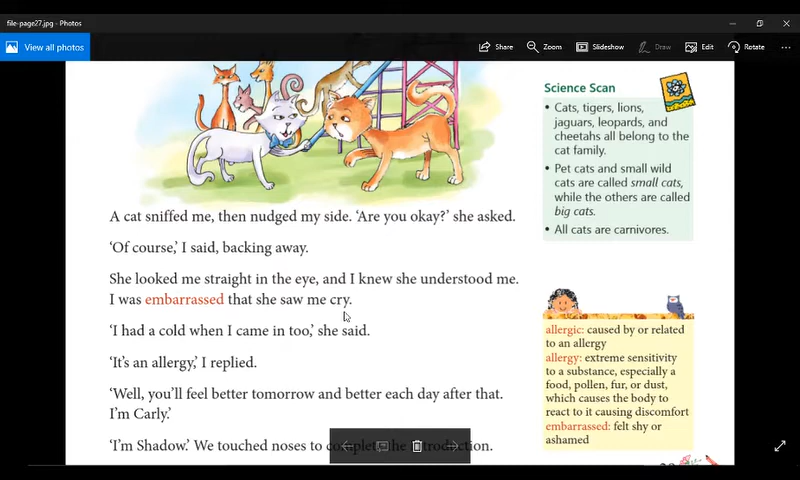 file-page27.jpg - Photos
View all photos
Share
Zoom
Slideshow
Draw
Edit
Rotate
Science Scan
• Cats, tigers, lions,
jaguars, leopards, and
cheetahs all belong to the
cat family.
• Pet cats and small wild
cats are called small cats,
while the others are called
big cats.
• All cats are carnivores.
A cat sniffed me, then nudged my side. ‘Are you okay?’ she asked.
‘Of course,’ I said, backing away.
She looked me straight in the eye, and I knew she understood me.
I was embarrassed that she saw me cry.
‘I had a cold when I came in too,’ she said.
‘It’s an allergy,’ I replied.
‘Well, you’ll feel better tomorrow and better each day after that.
I’m Carly.’
‘I’m Shadow.’ We touched noses to complete the introduction.
allergic: caused by or related
to an allergy
allergy: extreme sensitivity
to a substance, especially a
food, pollen, fur, or dust,
which causes the body to
react to it causing discomfort
embarrassed: felt shy or
ashamed